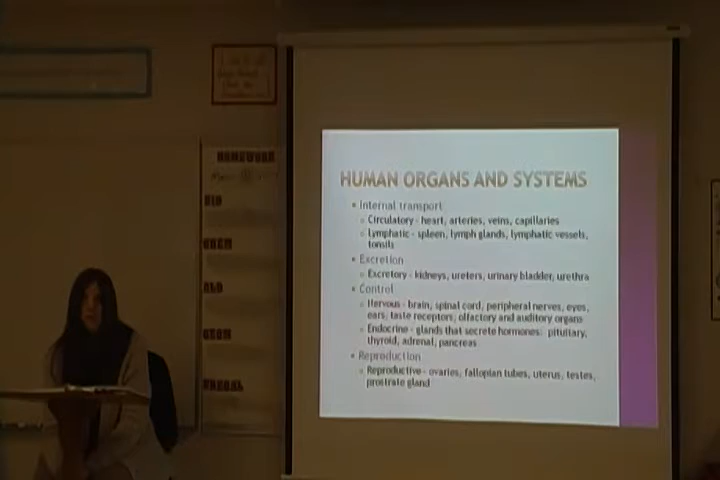 HOMEWORK
HUMAN ORGANS AND SYSTEMS
Internal transport
Circulatory - heart, arteries, veins, capillaries
Lymphatic - spleen, lymph glands, lymphatic vessels,
tonsils
Excretion
Excretory - kidneys, ureters, urinary bladder, urethra
Control
Nervous - brain, spinal cord, peripheral nerves, eyes,
ears, taste receptors, olfactory and auditory organs
Endocrine - glands that secrete hormones: pituitary,
thyroid, adrenal, pancreas
Reproduction
Reproductive - ovaries, fallopian tubes, uterus, testes,
prostrate gland